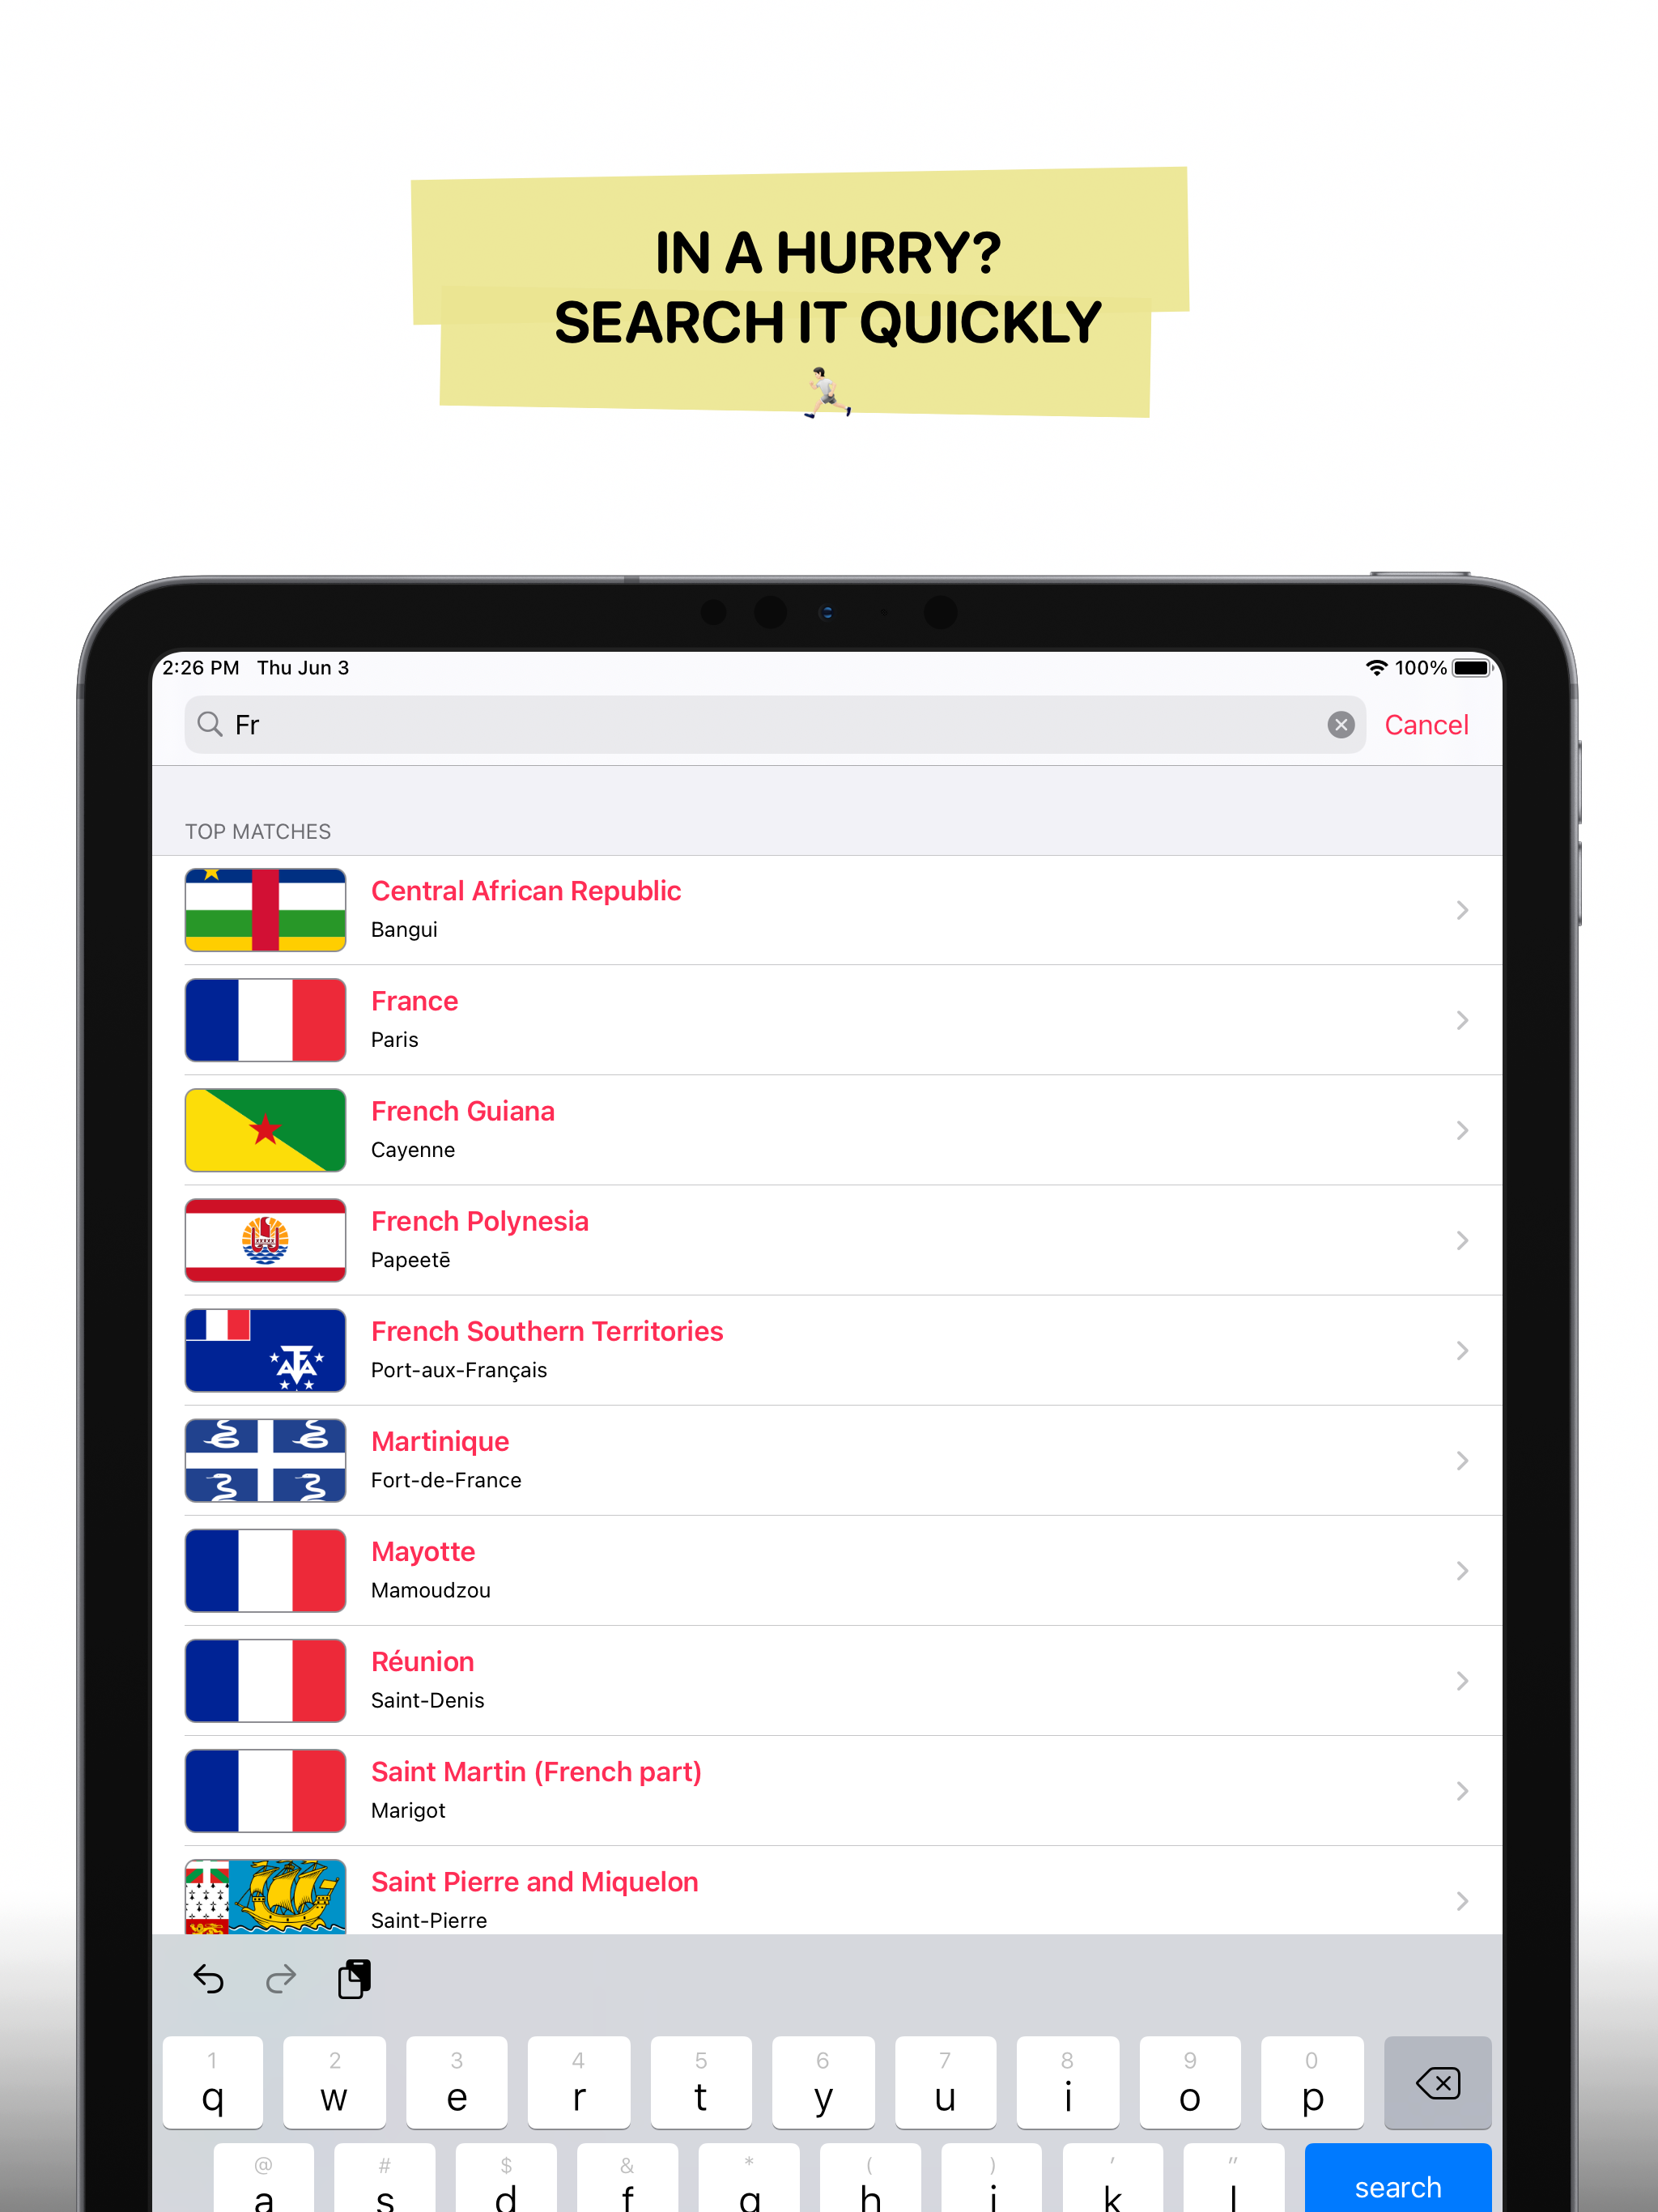 IN A HURRY?
SEARCH IT QUICKLY
2:26 PM Thu Jun 3 100%
Fr Cancel
TOP MATCHES
Central African Republic
Bangui
France
Paris
French Guiana
Cayenne
French Polynesia
Papeetē
French Southern Territories
Port-aux-Français
Martinique
Fort-de-France
Mayotte
Mamoudzou
Réunion
Saint-Denis
Saint Martin (French part)
Marigot
Saint Pierre and Miquelon
Saint-Pierre
1 2 3 4 5 6 7 8 9 0
q w e r t y u i o p
@ # $ & * ( ) ' "
a s d f g h j k l search